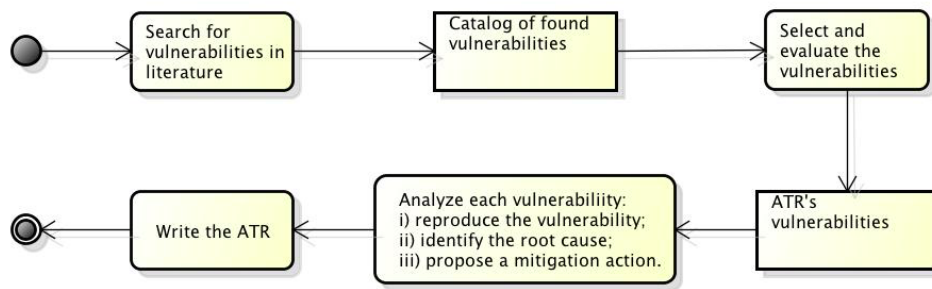 Search for
vulnerabilities in
literature
Catalog of found
vulnerabilities
Select and
evaluate the
vulnerabilities
ATR's
vulnerabilities
Analyze each vulnerabiliity:
i) reproduce the vulnerability;
ii) identify the root cause;
iii) propose a mitigation action.
Write the ATR